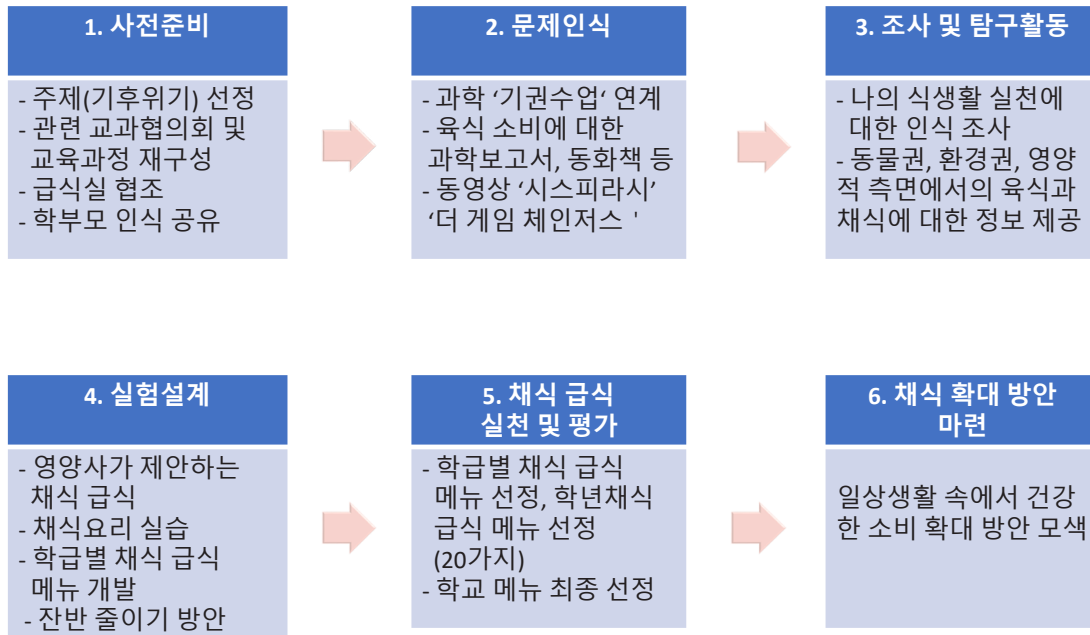 1. 사전준비
- 주제(기후위기) 선정
- 관련 교과협의회 및
교육과정 재구성
- 급식실 협조
- 학부모 인식 공유
2. 문제인식
- 과학 ‘기권수업‘ 연계
- 육식 소비에 대한
과학보고서, 동화책 등
- 동영상 ‘시스피라시’
‘더 게임 체인저스 '
3. 조사 및 탐구활동
- 나의 식생활 실천에
대한 인식 조사
- 동물권, 환경권, 영양
적 측면에서의 육식과
채식에 대한 정보 제공
4. 실험설계
- 영양사가 제안하는
채식 급식
- 채식요리 실습
- 학급별 채식 급식
메뉴 개발
- 잔반 줄이기 방안
5. 채식 급식
실천 및 평가
- 학급별 채식 급식
메뉴 선정, 학년채식
급식 메뉴 선정
(20가지)
- 학교 메뉴 최종 선정
6. 채식 확대 방안
마련
일상생활 속에서 건강
한 소비 확대 방안 모색